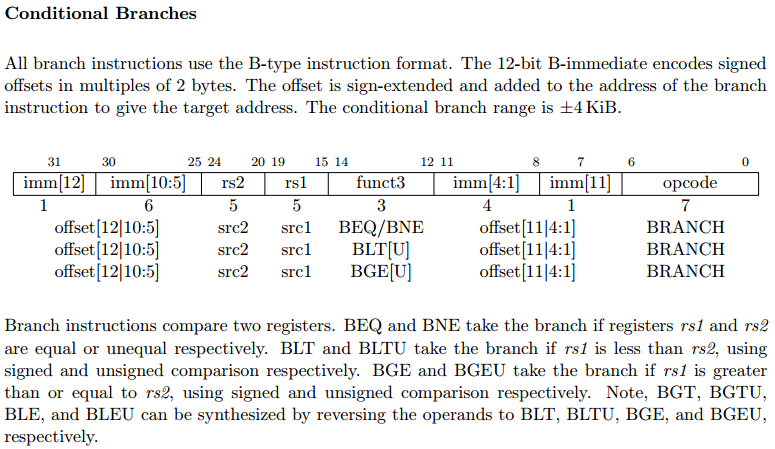 Conditional Branches
All branch instructions use the B-type instruction format. The 12-bit B-immediate encodes signed
offsets in multiples of 2 bytes. The offset is sign-extended and added to the address of the branch
instruction to give the target address. The conditional branch range is ±4 KiB.
31 30 25 24 20 19 15 14 12 11 8 7 6 0
imm[12] imm[10:5] rs2 rs1 funct3 imm[4:1] imm[11] opcode
1 6 5 5 3 4 1 7
offset[12|10:5] src2 src1 BEQ/BNE offset[11|4:1] BRANCH
offset[12|10:5] src2 src1 BLT[U] offset[11|4:1] BRANCH
offset[12|10:5] src2 src1 BGE[U] offset[11|4:1] BRANCH
Branch instructions compare two registers. BEQ and BNE take the branch if registers rs1 and rs2
are equal or unequal respectively. BLT and BLTU take the branch if rs1 is less than rs2, using
signed and unsigned comparison respectively. BGE and BGEU take the branch if rs1 is greater
than or equal to rs2, using signed and unsigned comparison respectively. Note, BGT, BGTU,
BLE, and BLEU can be synthesized by reversing the operands to BLT, BLTU, BGE, and BGEU,
respectively.